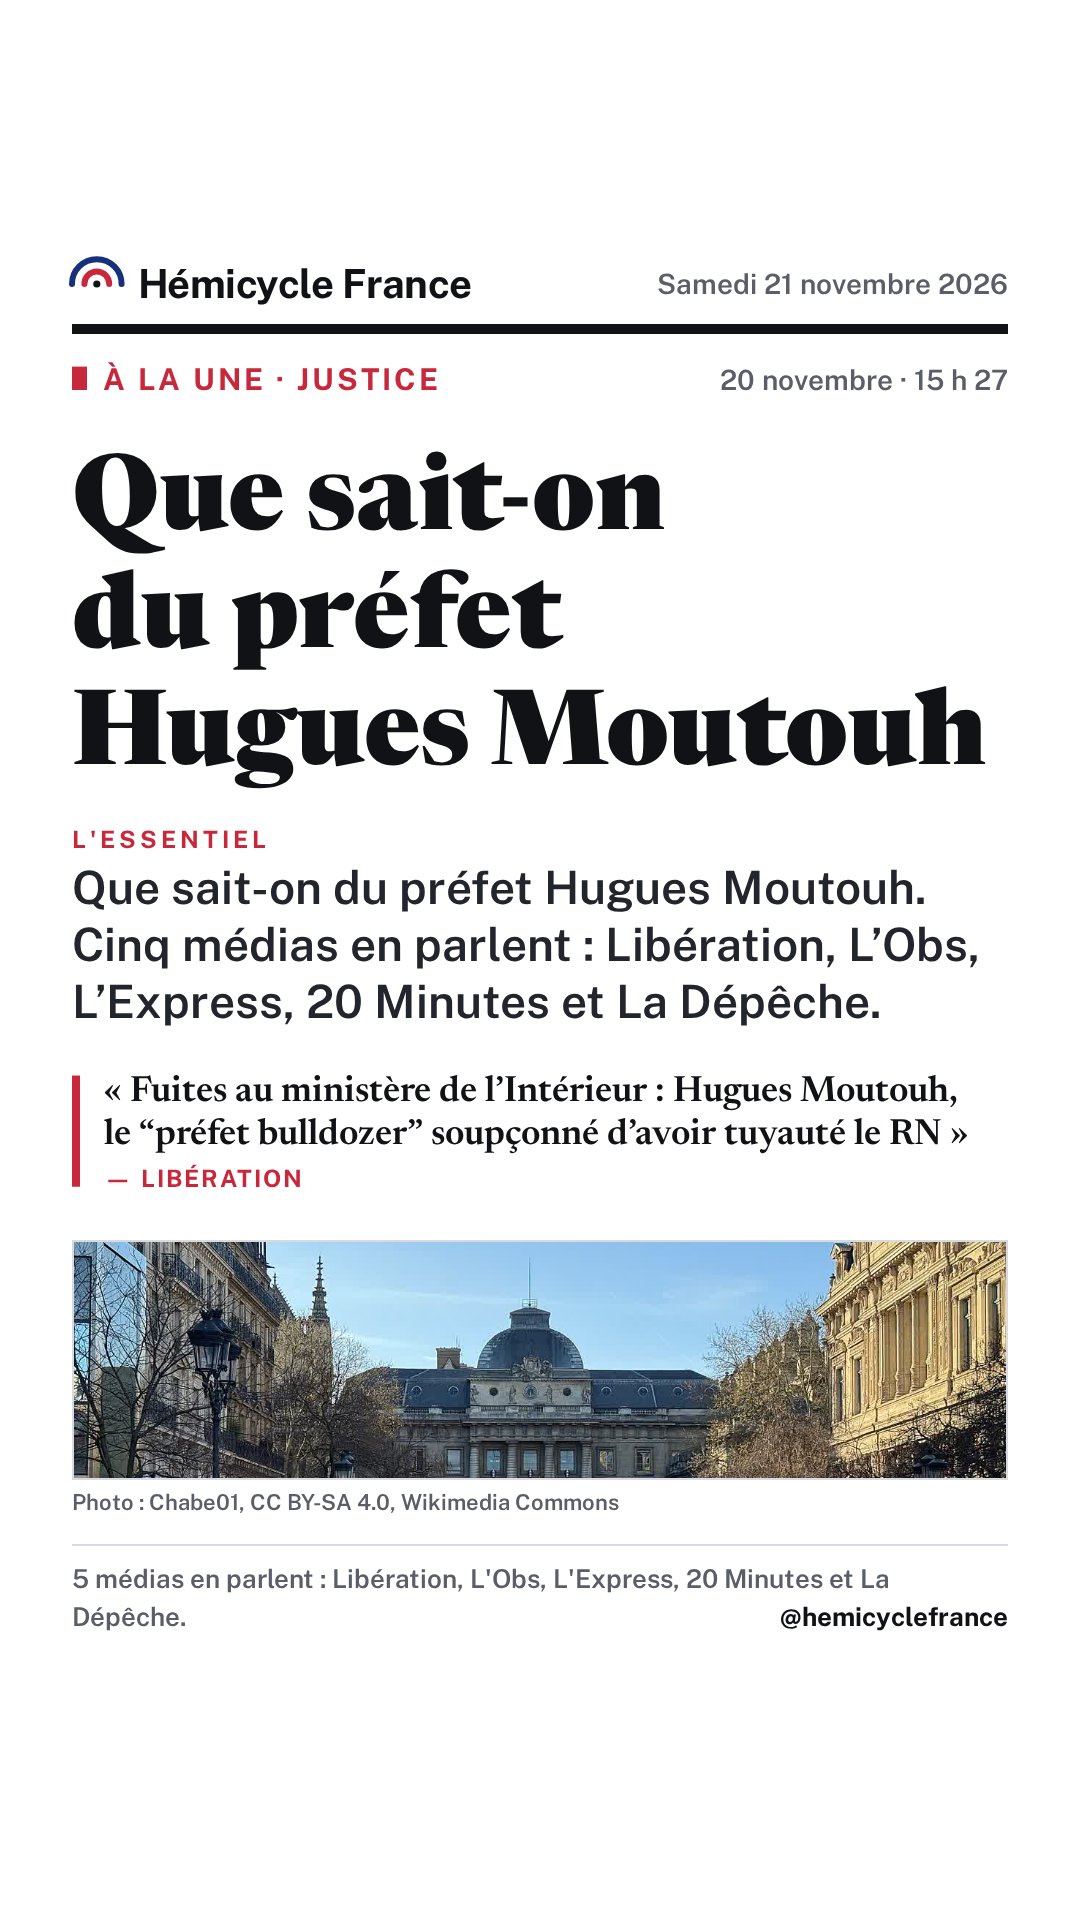 Hémicycle France
Samedi 21 novembre 2026
À LA UNE · JUSTICE
20 novembre · 15 h 27
Que sait-on
du préfet
Hugues Moutouh
L'ESSENTIEL
Que sait-on du préfet Hugues Moutouh.
Cinq médias en parlent : Libération, L’Obs,
L’Express, 20 Minutes et La Dépêche.
« Fuites au ministère de l’Intérieur : Hugues Moutouh,
le “préfet bulldozer” soupçonné d’avoir tuyauté le RN »
— LIBÉRATION
Photo : Chabe01, CC BY-SA 4.0, Wikimedia Commons
5 médias en parlent : Libération, L'Obs, L'Express, 20 Minutes et La
Dépêche.
@hemicyclefrance